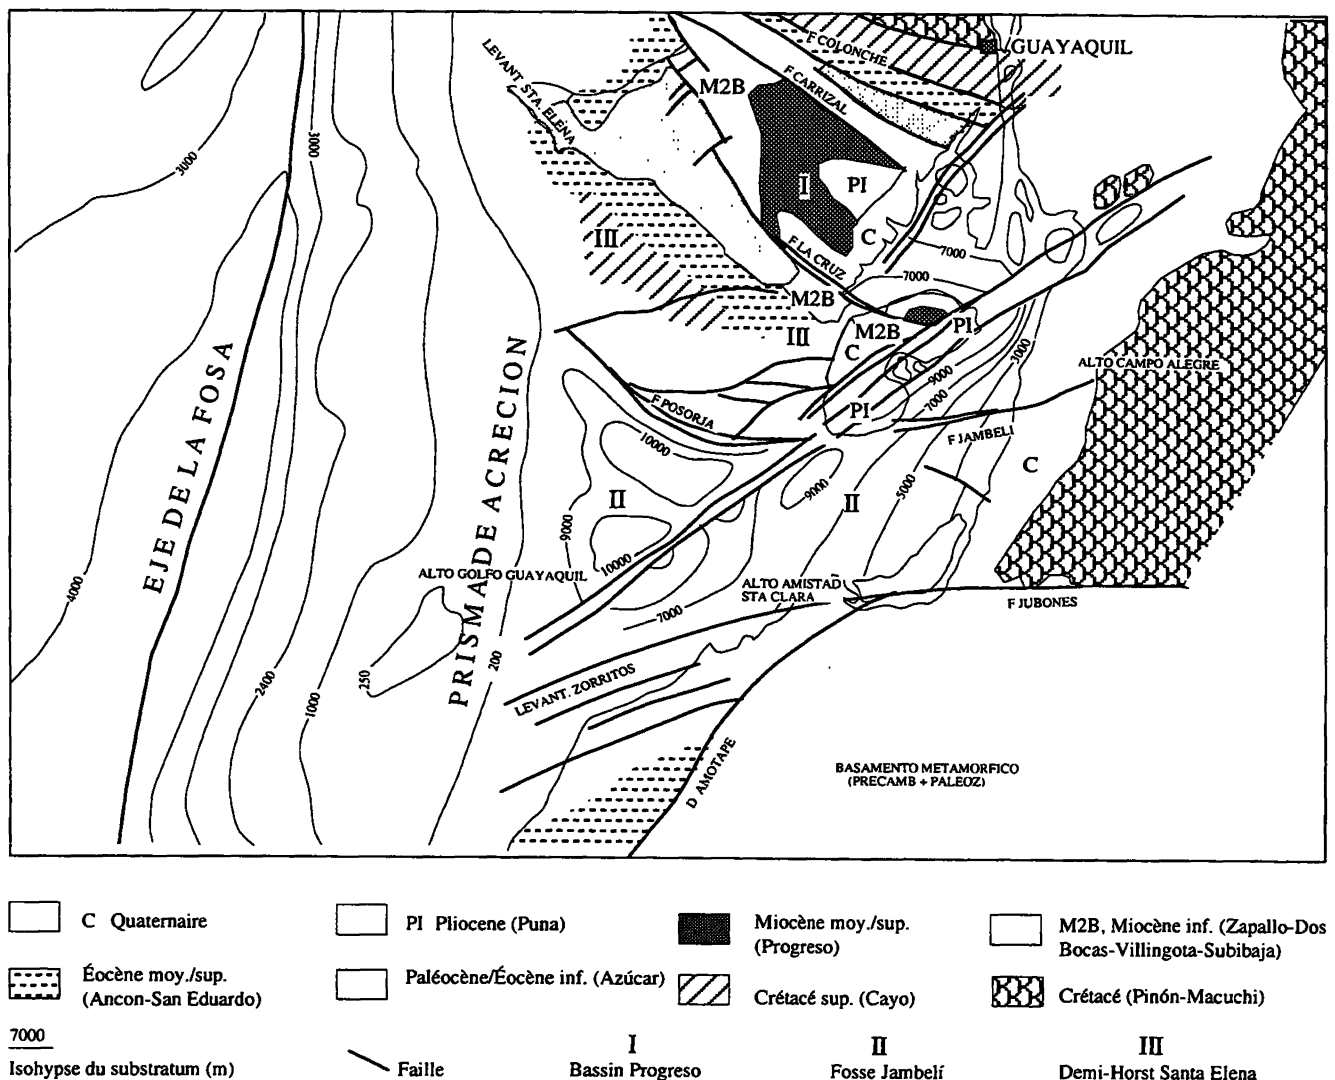 GUAYAQUIL
F COLONCHE
LEVANT STA. ELENA
F CARRIZAL
M2B
3000
3000
I
PI
III
C
7000
F LA CRUZ
7000
M2B
M2B
PI
III
C
3000
9000
ALTO CAMPO ALEGRE
7000
EJE DE LA FOSA
PRISMA DE ACRECION
F POSORJA
PI
F JAMBELI
10000
C
II
9000
II
5000
9000
10000
ALTO GOLFO GUAYAQUIL
4000
ALTO AMISTAD
STA CLARA
F JUBONES
7000
200
250
2400
1000
LEVANT. ZORRITOS
D AMOTAPE
BASAMENTO METAMORFICO
(PRECAMB + PALEOZ)
C Quaternaire
PI Pliocene (Puna)
Miocène moy./sup.
(Progreso)
M2B, Miocène inf. (Zapallo-Dos
Bocas-Villingota-Subibaja)
Éocène moy./sup.
(Ancon-San Eduardo)
Paléocène/Éocène inf. (Azúcar)
Crétacé sup. (Cayo)
Crétacé (Pinón-Macuchi)
7000
Isohypse du substratum (m)
Faille
I
Bassin Progreso
II
Fosse Jambelí
III
Demi-Horst Santa Elena